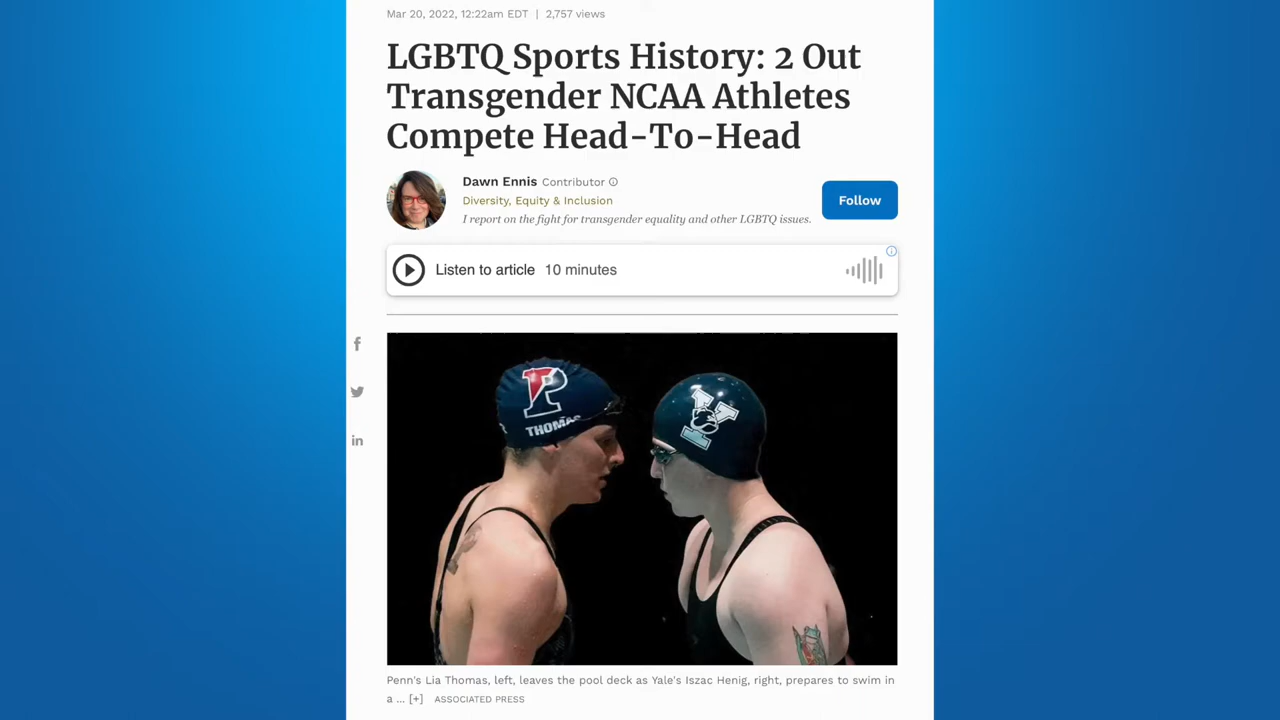 Mar 20, 2022, 12:22am EDT | 2,757 views
LGBTQ Sports History: 2 Out
Transgender NCAA Athletes
Compete Head-To-Head
Dawn Ennis Contributor
Diversity, Equity & Inclusion
I report on the fight for transgender equality and other LGBTQ issues.
Follow
Listen to article 10 minutes
P
THOMAS
Y
Penn's Lia Thomas, left, leaves the pool deck as Yale's Iszac Henig, right, prepares to swim in
a ... [+] ASSOCIATED PRESS